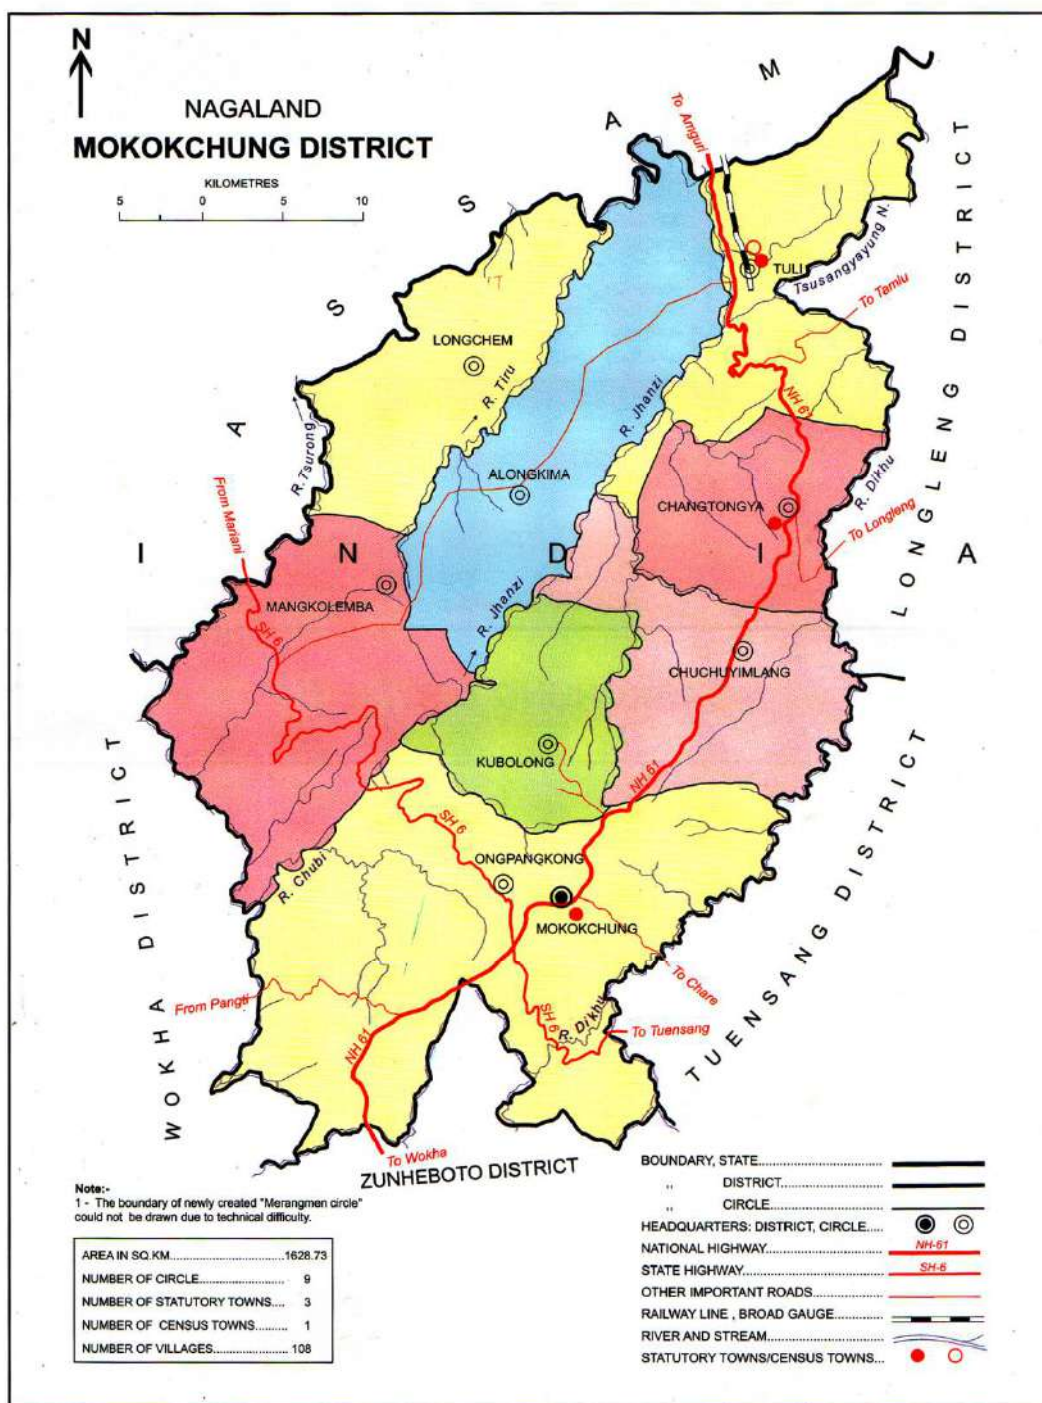 N
NAGALAND
MOKOKCHUNG DISTRICT
KILOMETRES
5 0 5 10
A S S A M
I N D I A
To Amguri
TULI
Tsusangyayung N.
To Tamlu
LONGCHEM
R. Tiru
R. Jhanzi
NH 61
R. Tsurong
From Mariani
ALONGKIMA
CHANGTONGYA
R. Dikhu
To Longleng
LONGLENG DISTRICT
MANGKOLEMBA
SH 6
R. Jhanzi
CHUCHUYIMLANG
KUBOLONG
NH 61
SH 6
ONGPANGKONG
R. Chubi
MOKOKCHUNG
To Chare
From Pangti
SH 6
R. Dikhu
To Tuensang
NH 61
To Wokha
WOKHA DISTRICT
TUENSANG DISTRICT
ZUNHEBOTO DISTRICT
Note:-
1 - The boundary of newly created "Merangmen circle"
could not be drawn due to technical difficulty.
AREA IN SQ.KM.......................1628.73
NUMBER OF CIRCLE..................... 9
NUMBER OF STATUTORY TOWNS.... 3
NUMBER OF CENSUS TOWNS.......... 1
NUMBER OF VILLAGES...................... 108
BOUNDARY, STATE..............................
,, DISTRICT.........................
,, CIRCLE...........................
HEADQUARTERS: DISTRICT, CIRCLE.....
NATIONAL HIGHWAY........................... NH-61
STATE HIGHWAY................................ SH-6
OTHER IMPORTANT ROADS.................
RAILWAY LINE , BROAD GAUGE............
RIVER AND STREAM............................
STATUTORY TOWNS/CENSUS TOWNS...